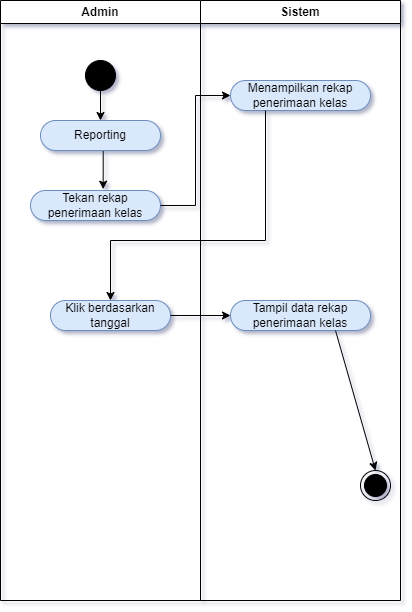 Admin
Sistem
Reporting
Tekan rekap
penerimaan kelas
Menampilkan rekap
penerimaan kelas
Klik berdasarkan
tanggal
Tampil data rekap
penerimaan kelas